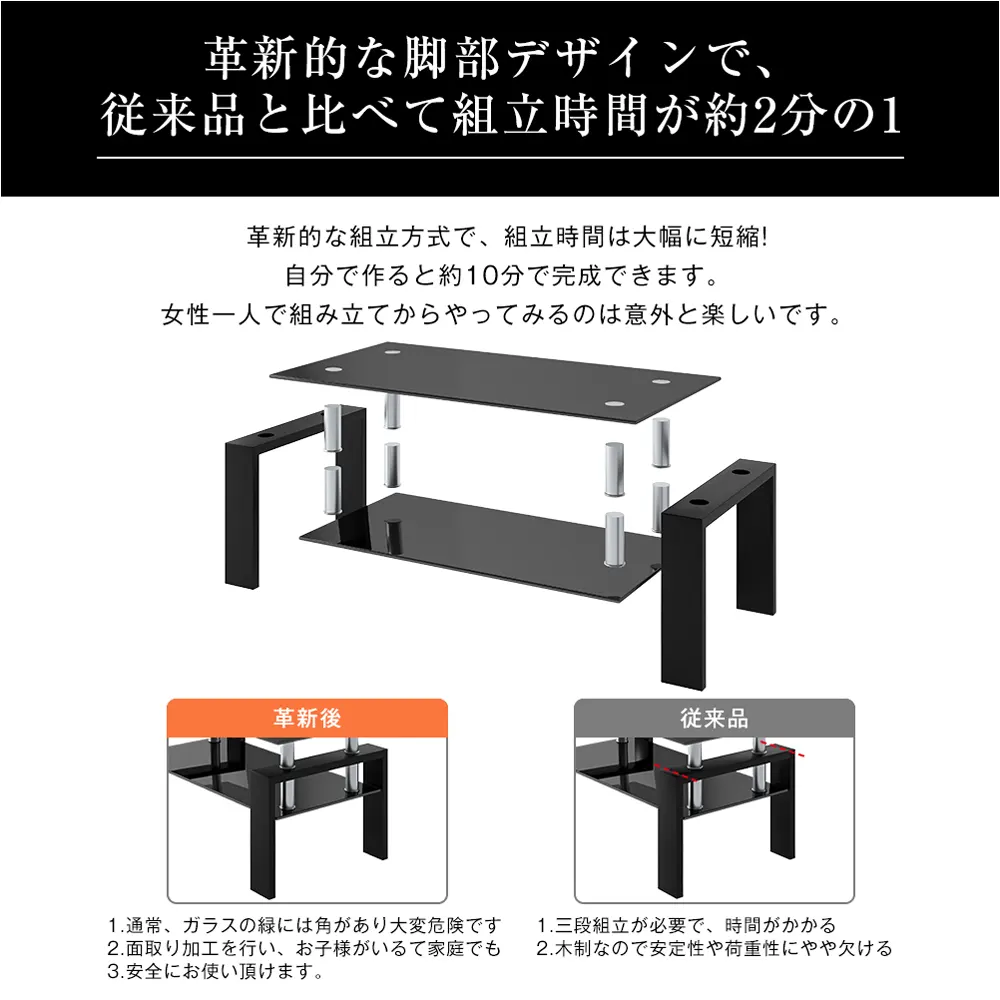 革新的な脚部デザインで、
従来品と比べて組立時間が約2分の1
革新的な組立方式で、組立時間は大幅に短縮!
自分で作ると約10分で完成できます。
女性一人で組み立てからやってみるのは意外と楽しいです。
革新後
1.通常、ガラスの緑には角があり大変危険です
2.面取り加工を行い、お子様がいるて家庭でも
3.安全にお使い頂けます。
従来品
1.三段組立が必要で、時間がかかる
2.木制なので安定性や荷重性にやや欠ける